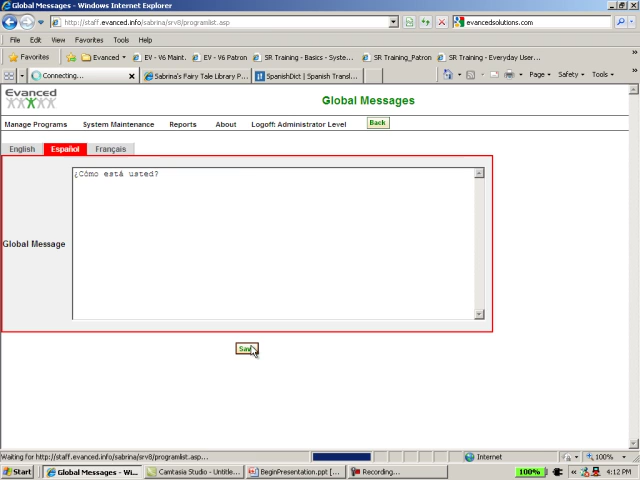 Global Messages - Windows Internet Explorer
http://staff.evanced.info/sabrina/srv8/programlist.asp
evancedsolutions.com
File Edit View Favorites Tools Help
Favorites Evanced EV - V6 Maint. EV - V6 Patron SR Training - Basics - Syste... SR Training_Patron SR Training - Everyday User...
Connecting... Sabrina's Fairy Tale Library P... SpanishDict | Spanish Transl... Page Safety Tools
Evanced
Global Messages
Manage Programs System Maintenance Reports About Logoff: Administrator Level Back
English Español Français
¿Cómo está usted?
Global Message
Waiting for http://staff.evanced.info/sabrina/srv8/programlist.asp... Internet 100%
Start Global Messages - Wi... Camtasia Studio - Untitle... BeginPresentation.ppt [... Recording... 100% 4:12 PM